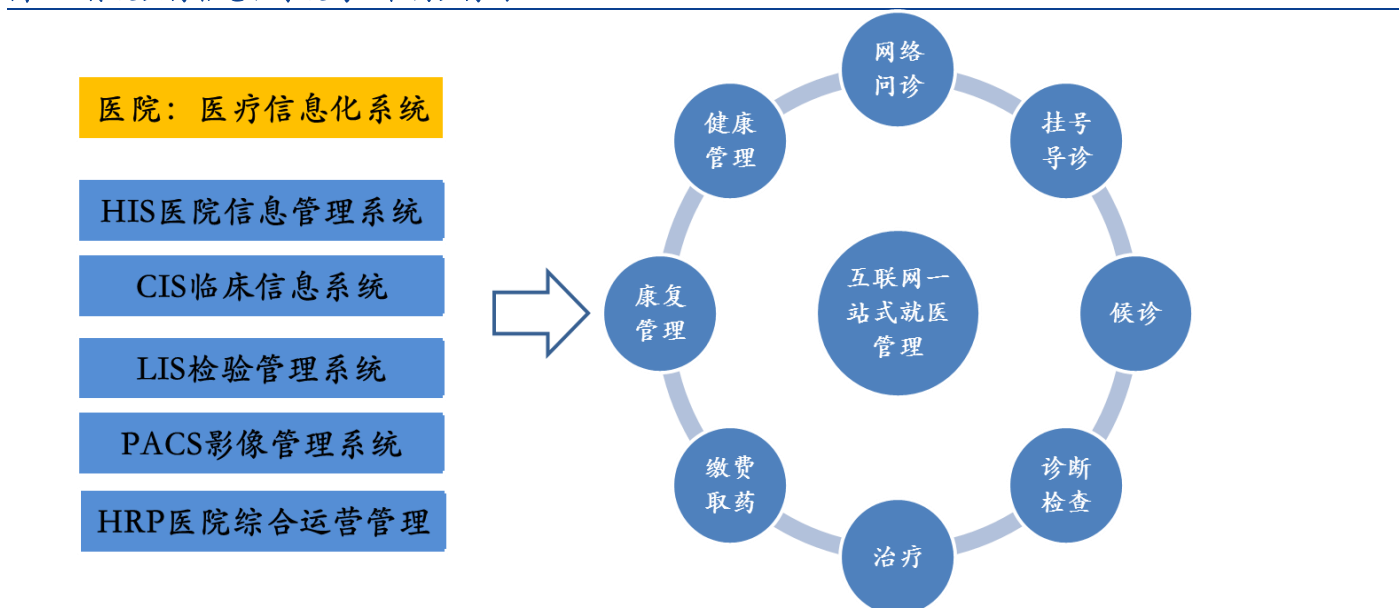 医院：医疗信息化系统
HIS医院信息管理系统
CIS临床信息系统
LIS检验管理系统
PACS影像管理系统
HRP医院综合运营管理
网络
问诊
挂号
导诊
候诊
诊断
检查
治疗
缴费
取药
康复
管理
健康
管理
互联网一
站式就医
管理